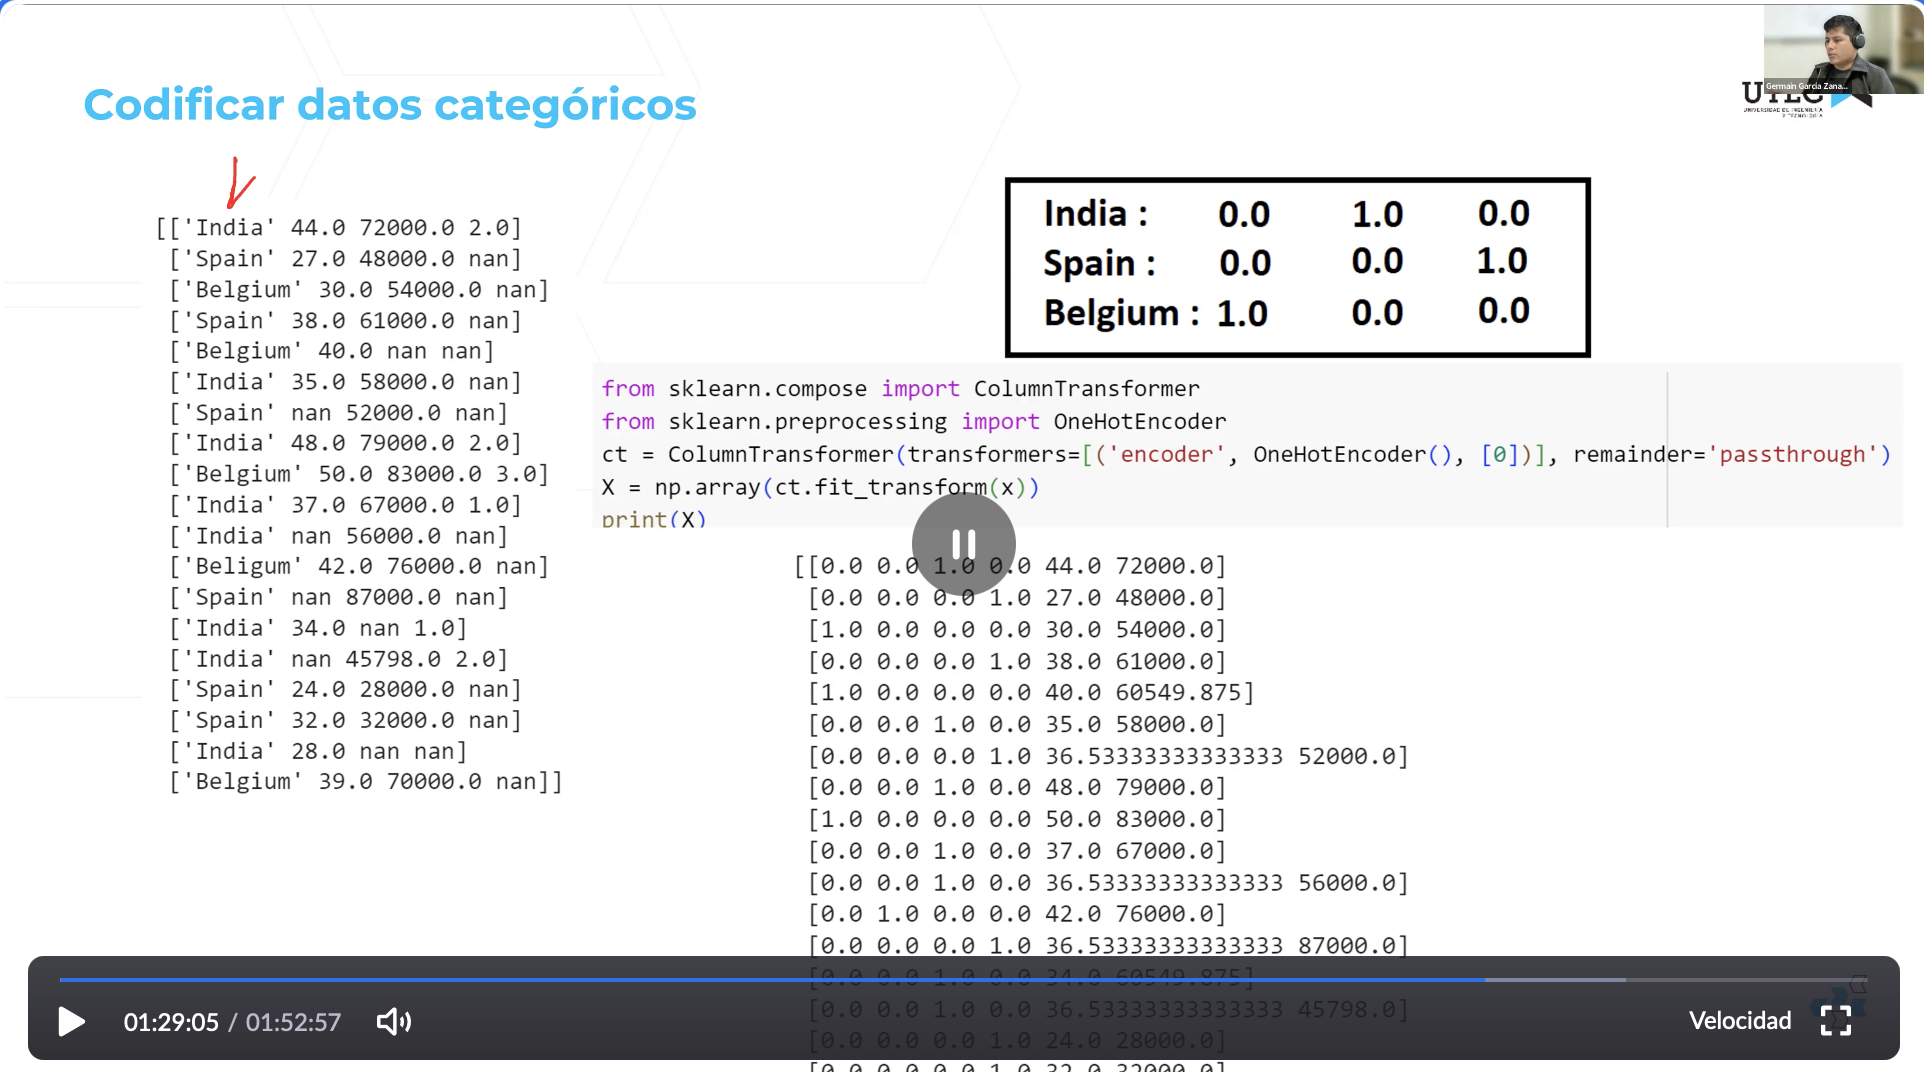 Codificar datos categóricos
Germain Garcia Zana...
UTEC
UNIVERSIDAD DE INGENIERÍA
Y TECNOLOGÍA
[['India' 44.0 72000.0 2.0]
['Spain' 27.0 48000.0 nan]
['Belgium' 30.0 54000.0 nan]
['Spain' 38.0 61000.0 nan]
['Belgium' 40.0 nan nan]
['India' 35.0 58000.0 nan]
['Spain' nan 52000.0 nan]
['India' 48.0 79000.0 2.0]
['Belgium' 50.0 83000.0 3.0]
['India' 37.0 67000.0 1.0]
['India' nan 56000.0 nan]
['Beligum' 42.0 76000.0 nan]
['Spain' nan 87000.0 nan]
['India' 34.0 nan 1.0]
['India' nan 45798.0 2.0]
['Spain' 24.0 28000.0 nan]
['Spain' 32.0 32000.0 nan]
['India' 28.0 nan nan]
['Belgium' 39.0 70000.0 nan]]
India : 0.0 1.0 0.0
Spain : 0.0 0.0 1.0
Belgium : 1.0 0.0 0.0
from sklearn.compose import ColumnTransformer
from sklearn.preprocessing import OneHotEncoder
ct = ColumnTransformer(transformers=[('encoder', OneHotEncoder(), [0])], remainder='passthrough')
X = np.array(ct.fit_transform(x))
print(X)
[[0.0 0.0 1.0 0.0 44.0 72000.0]
[0.0 0.0 0.0 1.0 27.0 48000.0]
[1.0 0.0 0.0 0.0 30.0 54000.0]
[0.0 0.0 0.0 1.0 38.0 61000.0]
[1.0 0.0 0.0 0.0 40.0 60549.875]
[0.0 0.0 1.0 0.0 35.0 58000.0]
[0.0 0.0 0.0 1.0 36.53333333333333 52000.0]
[0.0 0.0 1.0 0.0 48.0 79000.0]
[1.0 0.0 0.0 0.0 50.0 83000.0]
[0.0 0.0 1.0 0.0 37.0 67000.0]
[0.0 0.0 1.0 0.0 36.53333333333333 56000.0]
[0.0 1.0 0.0 0.0 42.0 76000.0]
[0.0 0.0 0.0 1.0 36.53333333333333 87000.0]
[0.0 0.0 1.0 0.0 34.0 60549.875]
[0.0 0.0 1.0 0.0 36.53333333333333 45798.0]
[0.0 0.0 0.0 1.0 24.0 28000.0]
[0.0 0.0 0.0 1.0 32.0 32000.0]
01:29:05 / 01:52:57
Velocidad